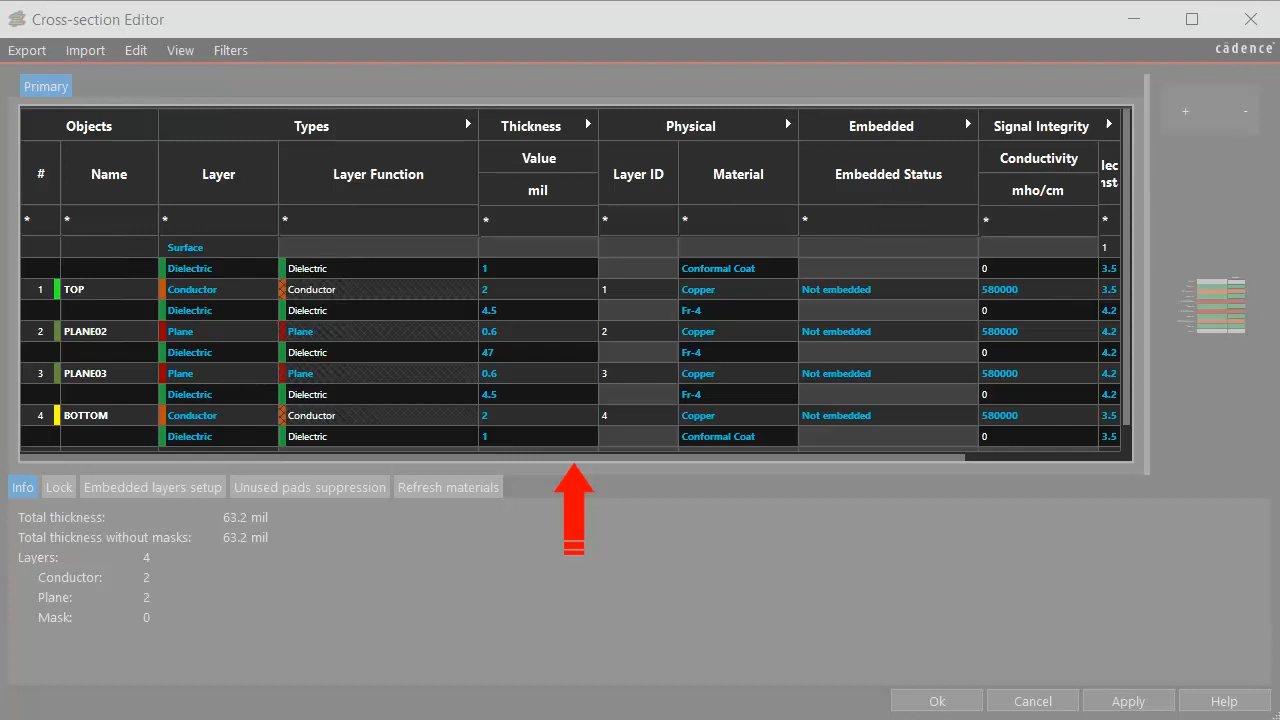 Cross-section Editor
Export Import Edit View Filters
cādence
Primary
+ -
Objects Types Thickness Physical Embedded Signal Integrity
# Name Layer Layer Function Value mil Layer ID Material Embedded Status Conductivity mho/cm
* * * * * * * * * *
Surface 1
Dielectric Dielectric 1 Conformal Coat 0 3.5
1 TOP Conductor Conductor 2 1 Copper Not embedded 580000 3.5
Dielectric Dielectric 4.5 Fr-4 0 4.2
2 PLANE02 Plane Plane 0.6 2 Copper Not embedded 580000 4.2
Dielectric Dielectric 47 Fr-4 0 4.2
3 PLANE03 Plane Plane 0.6 3 Copper Not embedded 580000 4.2
Dielectric Dielectric 4.5 Fr-4 0 4.2
4 BOTTOM Conductor Conductor 2 4 Copper Not embedded 580000 3.5
Dielectric Dielectric 1 Conformal Coat 0 3.5
Info Lock Embedded layers setup Unused pads suppression Refresh materials
Total thickness: 63.2 mil
Total thickness without masks: 63.2 mil
Layers: 4
Conductor: 2
Plane: 2
Mask: 0
Ok Cancel Apply Help